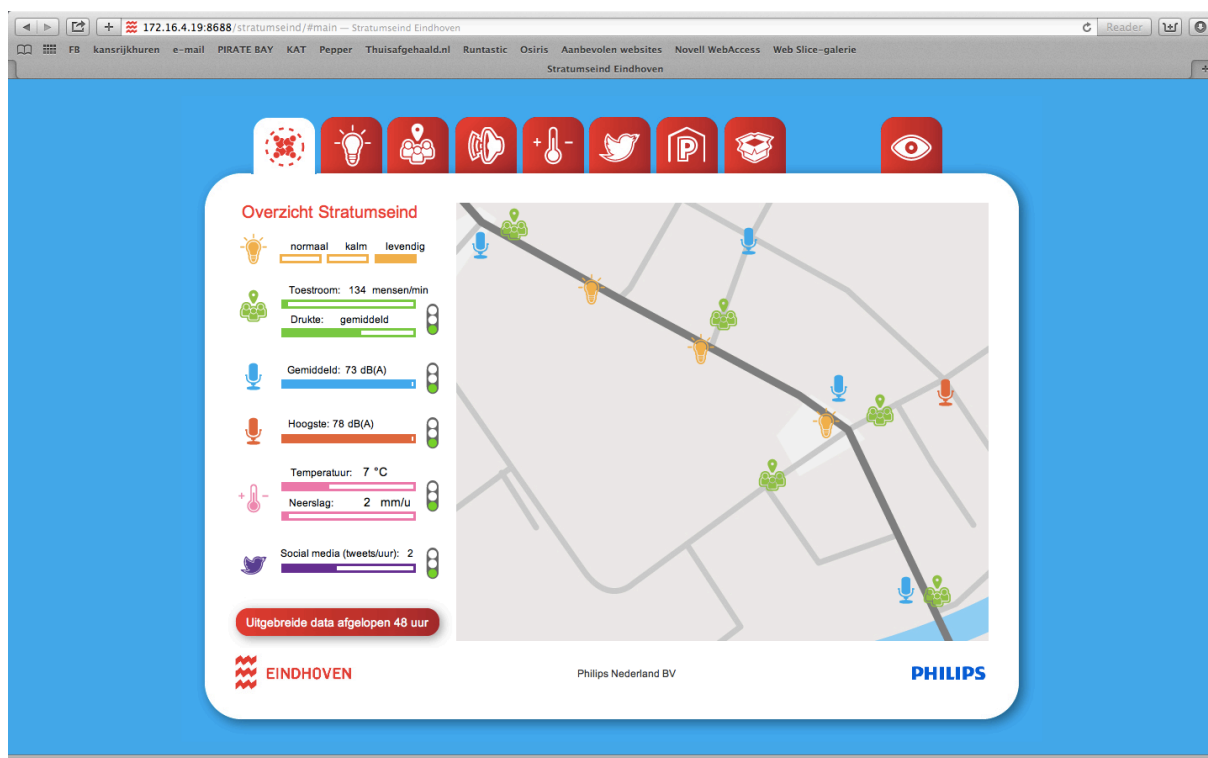 172.16.4.19:8688/stratumseind/#main — Stratumseind Eindhoven
Reader
FB kansrijkhuren e-mail PIRATE BAY KAT Pepper Thuisafgehaald.nl Runtastic Osiris Aanbevolen websites Novell WebAccess Web Slice-galerie
Stratumseind Eindhoven
P
Overzicht Stratumseind
normaal kalm levendig
Toestroom: 134 mensen/min
Drukte: gemiddeld
Gemiddeld: 73 dB(A)
Hoogste: 78 dB(A)
Temperatuur: 7 °C
Neerslag: 2 mm/u
Social media (tweets/uur): 2
Uitgebreide data afgelopen 48 uur
EINDHOVEN
Philips Nederland BV
PHILIPS